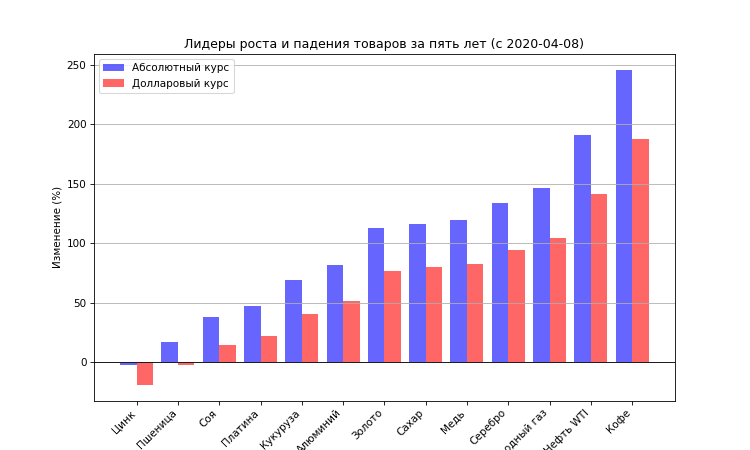 Лидеры роста и падения товаров за пять лет (с 2020-04-08)
Абсолютный курс
Долларовый курс
Изменение (%)
250
200
150
100
50
0
Цинк
Пшеница
Соя
Платина
Кукуруза
Алюминий
Золото
Сахар
Медь
Серебро
газ
Нефть WTI
Кофе